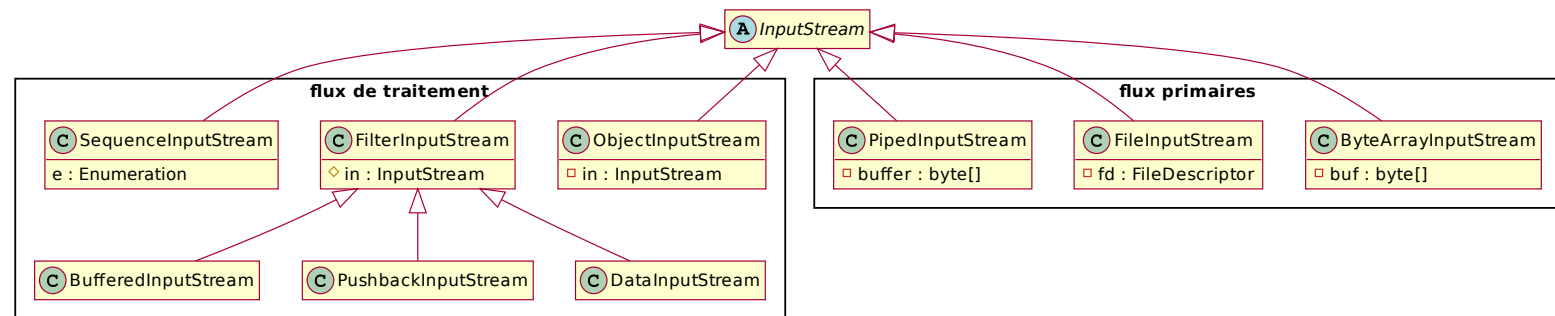 A InputStream
flux de traitement
flux primaires
C SequenceInputStream
e : Enumeration
C FilterInputStream
in : InputStream
C ObjectInputStream
in : InputStream
C PipedInputStream
buffer : byte[]
C FileInputStream
fd : FileDescriptor
C ByteArrayInputStream
buf : byte[]
C BufferedInputStream
C PushbackInputStream
C DataInputStream